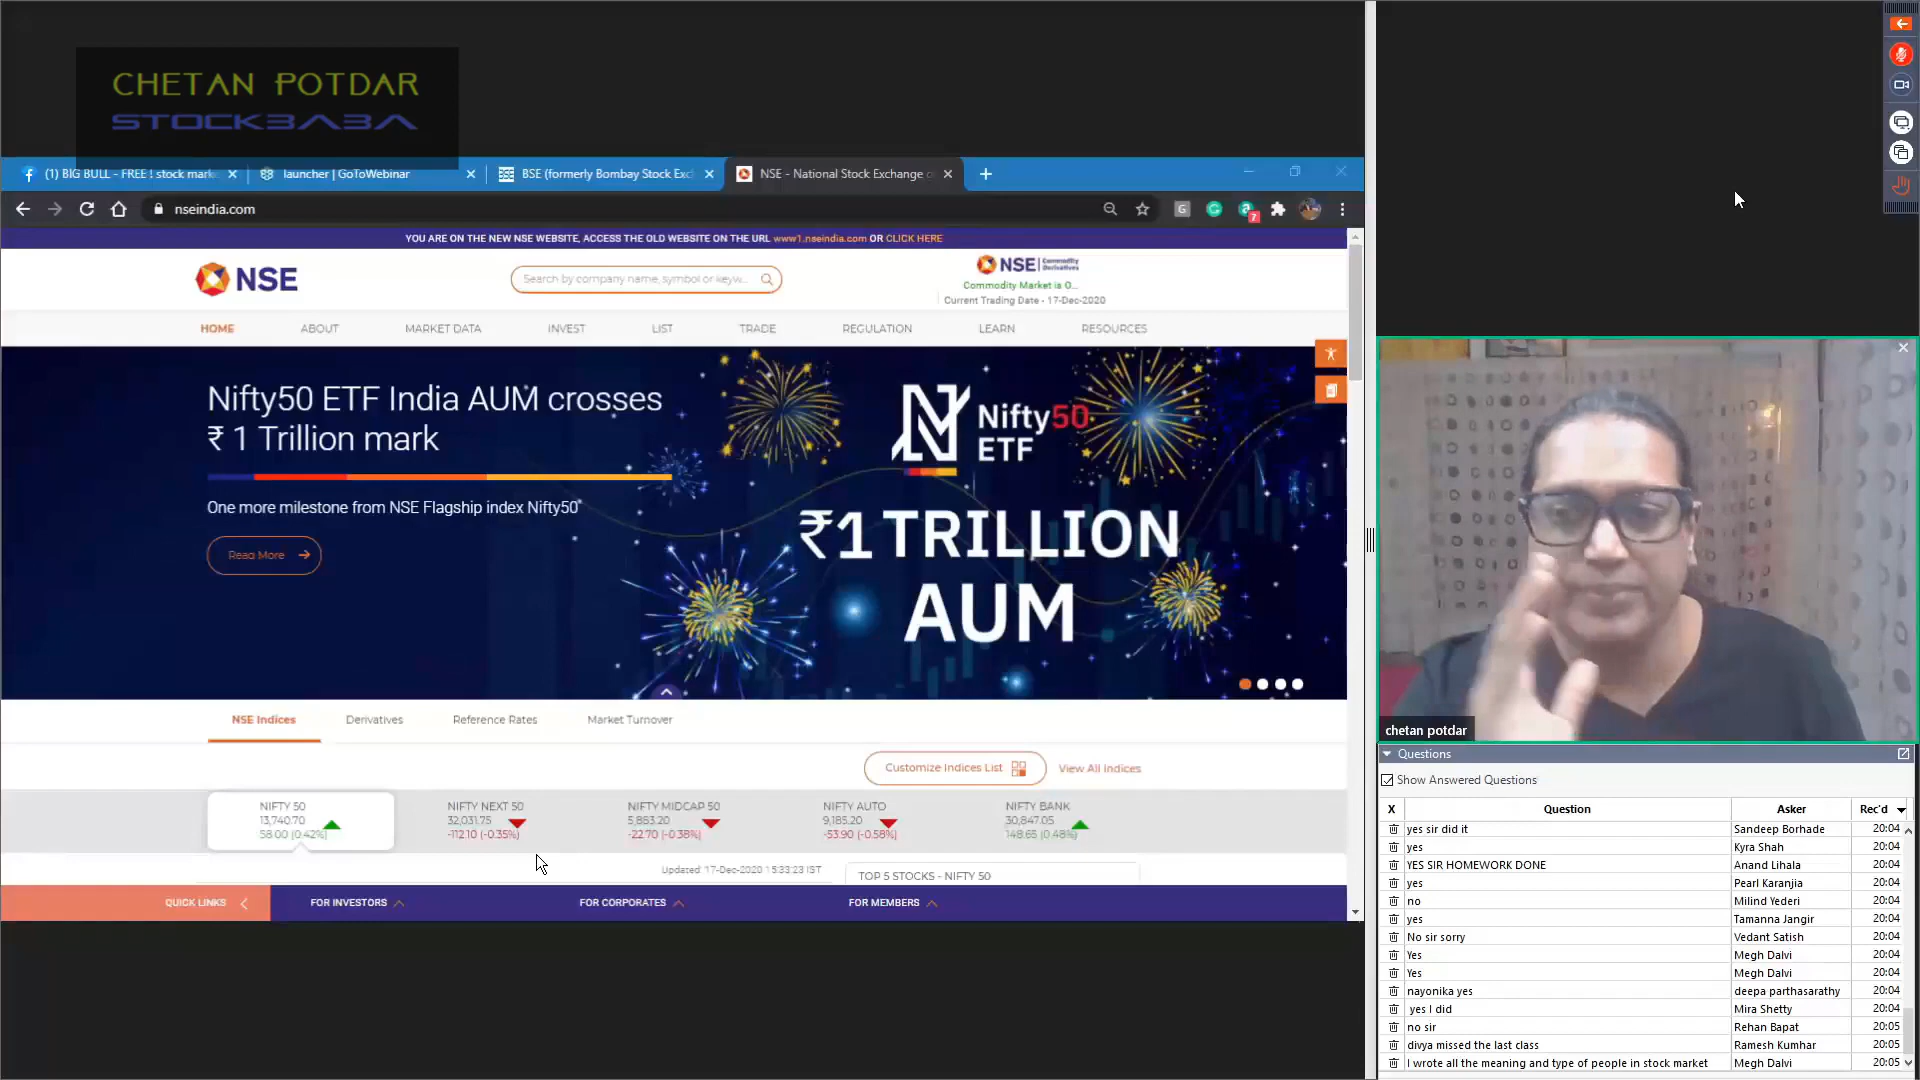 CHETAN POTDAR
STOCKBABA
(1) BIG BULL - FREE ! stock mark
launcher | GoToWebinar
BSE (formerly Bombay Stock Exc
NSE - National Stock Exchange o
nseindia.com
7
YOU ARE ON THE NEW NSE WEBSITE, ACCESS THE OLD WEBSITE ON THE URL www1.nseindia.com OR CLICK HERE
NSE
Search by company name, symbol or keyw...
NSE Commodity Derivatives
Commodity Market is O...
Current Trading Date - 17-Dec-2020
HOME ABOUT MARKET DATA INVEST LIST TRADE REGULATION LEARN RESOURCES
Nifty50 ETF India AUM crosses
₹ 1 Trillion mark
One more milestone from NSE Flagship index Nifty50
Read More
Nifty50
ETF
₹1 TRILLION
AUM
NSE Indices Derivatives Reference Rates Market Turnover
Customize Indices List View All Indices
NIFTY 50 NIFTY NEXT 50 NIFTY MIDCAP 50 NIFTY AUTO NIFTY BANK
13,740.70 32,031.75 5,853.20 9,185.20 30,847.05
58.00 (0.42%) -112.10 (-0.35%) -22.70 (-0.38%) -53.90 (-0.58%) 148.65 (0.48%)
Updated 17-Dec-2020 15:33:23 IST
TOP 5 STOCKS - NIFTY 50
QUICK LINKS FOR INVESTORS FOR CORPORATES FOR MEMBERS
chetan potdar
Questions
Show Answered Questions
X Question Asker Rec'd
yes sir did it Sandeep Borhade 20:04
yes Kyra Shah 20:04
YES SIR HOMEWORK DONE Anand Lihala 20:04
yes Pearl Karanjia 20:04
no Milind Yederi 20:04
yes Tamanna Jangir 20:04
No sir sorry Vedant Satish 20:04
Yes Megh Dalvi 20:04
Yes Megh Dalvi 20:04
nayonika yes deepa parthasarathy 20:04
yes I did Mira Shetty 20:04
no sir Rehan Bapat 20:05
divya missed the last class Ramesh Kumhar 20:05
I wrote all the meaning and type of people in stock market Megh Dalvi 20:05